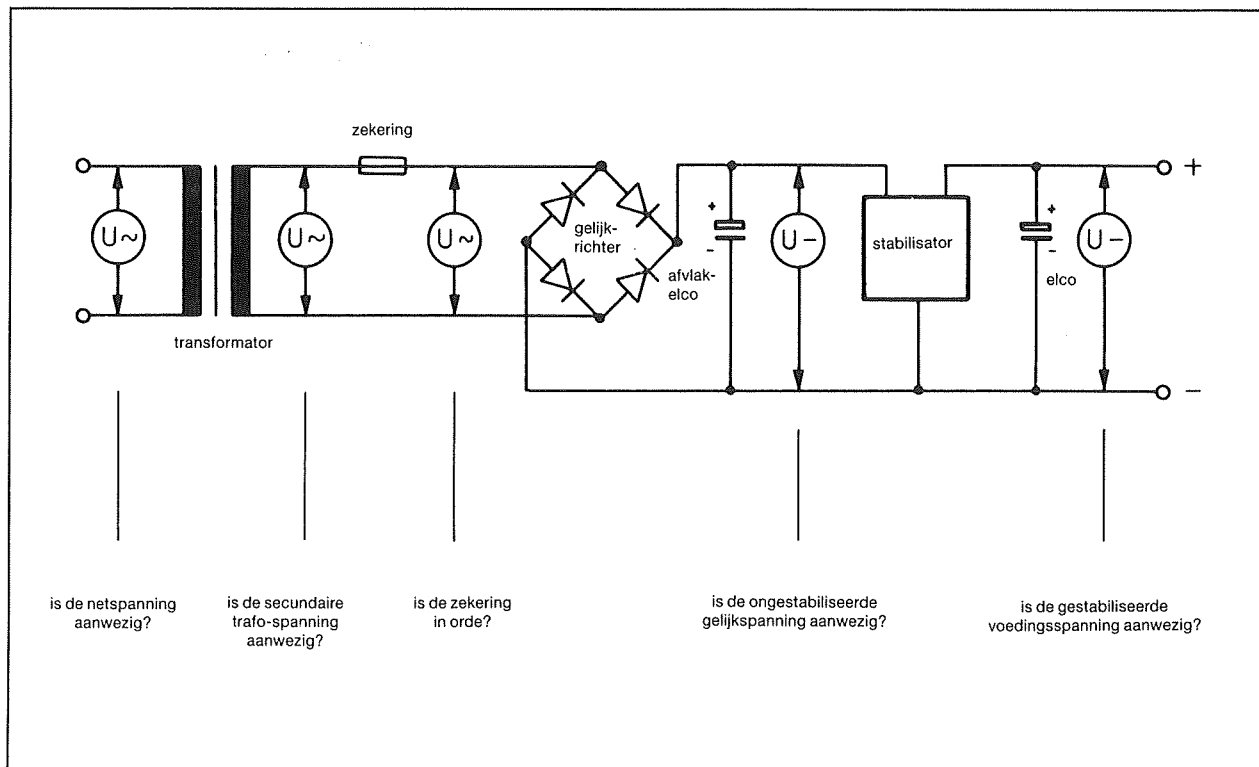 zekering
+
U~
U~
U~
gelijk-
richter
+
-
U-
stabilisator
+
-
U-
afvlak-
elco
elco
transformator
-
is de netspanning
aanwezig?
is de secundaire
trafo-spanning
aanwezig?
is de zekering
in orde?
is de ongestabiliseerde
gelijkspanning aanwezig?
is de gestabiliseerde
voedingsspanning aanwezig?